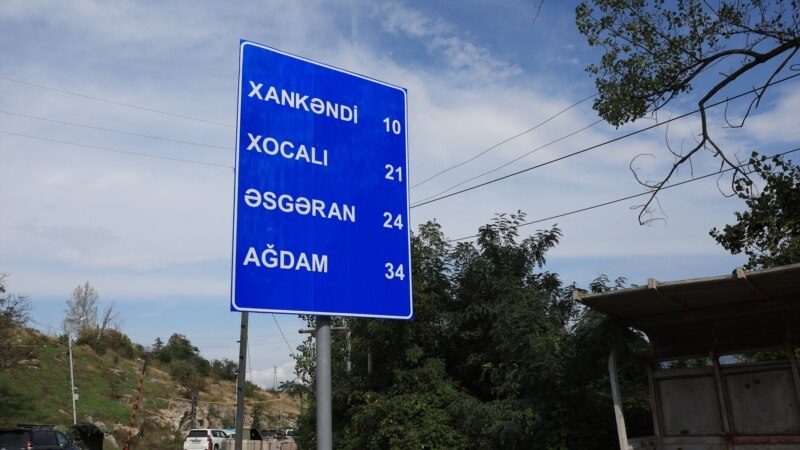 XANKƏNDİ 10
XOCALI 21
ƏSGƏRAN 24
AĞDAM 34